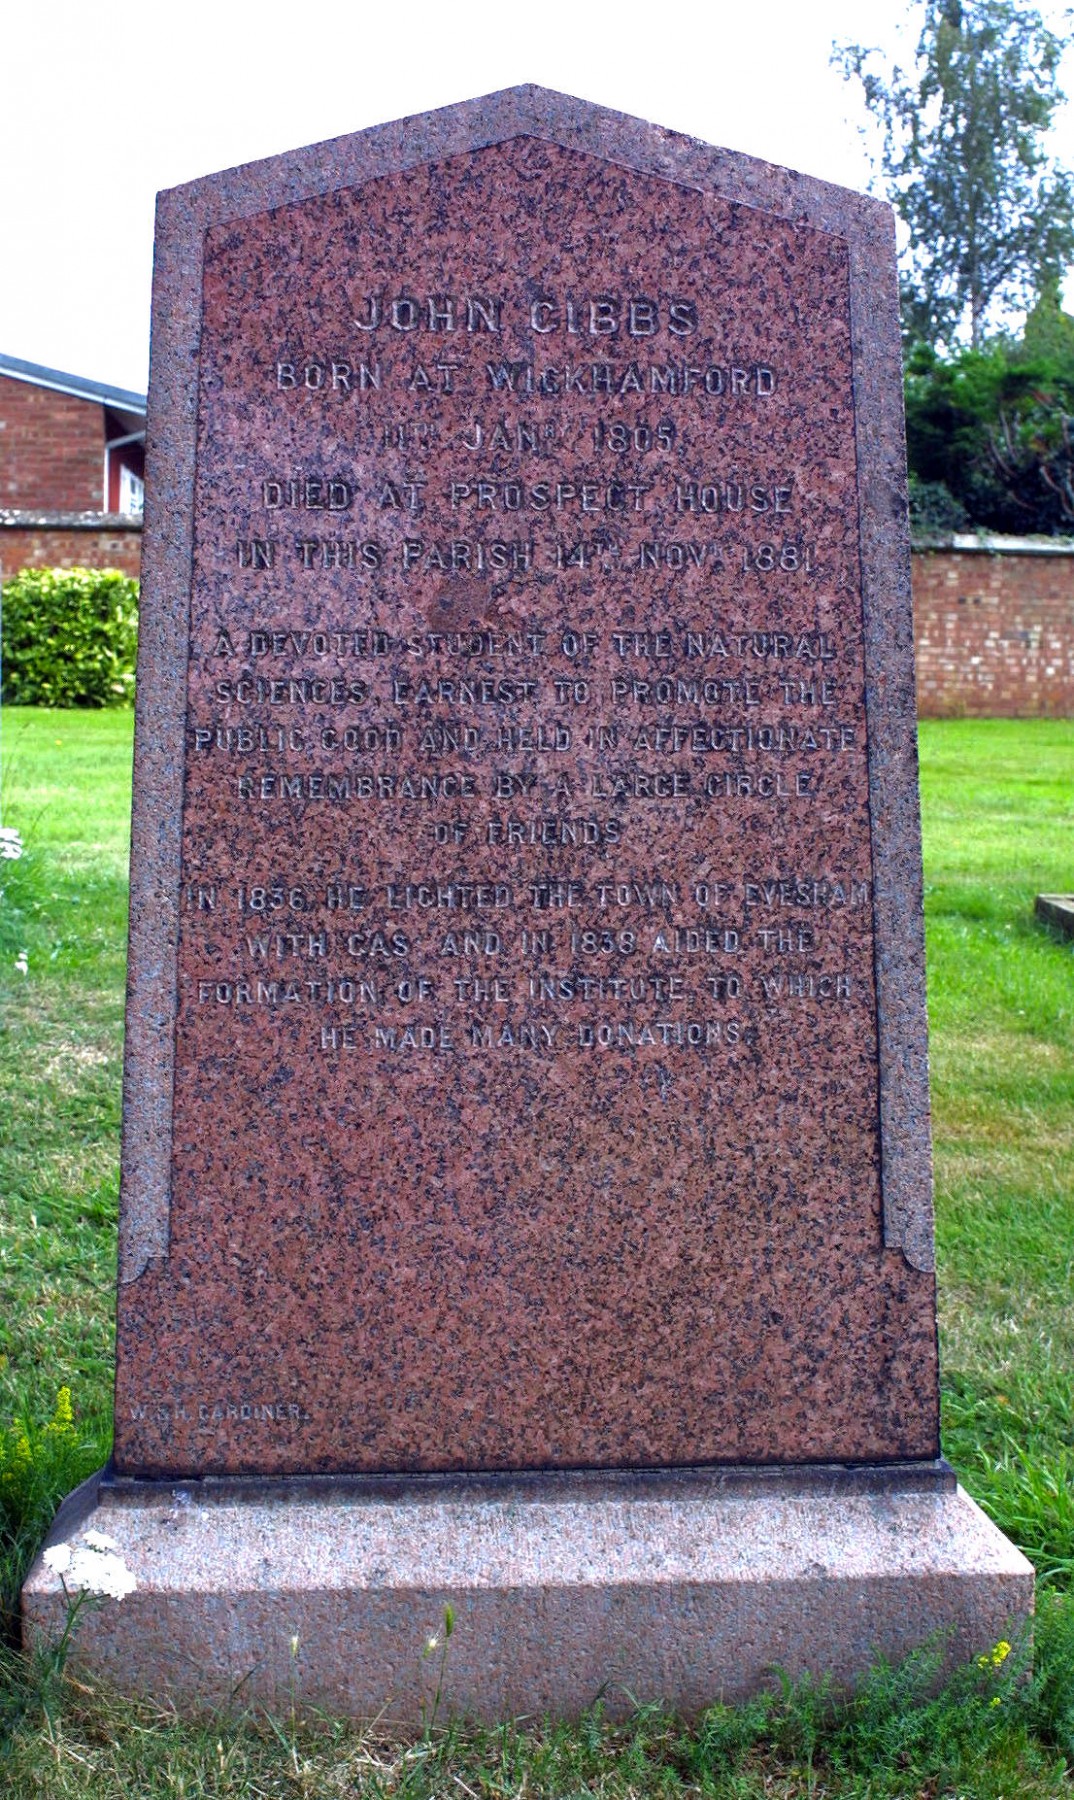 JOHN GIBBS
BORN AT WICKHAMFORD
11TH JANR 1805,
DIED AT PROSPECT HOUSE
IN THIS PARISH 14TH NOVR 1881.
A DEVOTED STUDENT OF THE NATURAL
SCIENCES, EARNEST TO PROMOTE THE
PUBLIC GOOD AND HELD IN AFFECTIONATE
REMEMBRANCE BY A LARGE CIRCLE
OF FRIENDS
IN 1836, HE LIGHTED THE TOWN OF EVESHAM
WITH GAS AND IN 1838 AIDED THE
FORMATION OF THE INSTITUTE, TO WHICH
HE MADE MANY DONATIONS.
W. & H. GARDINER.